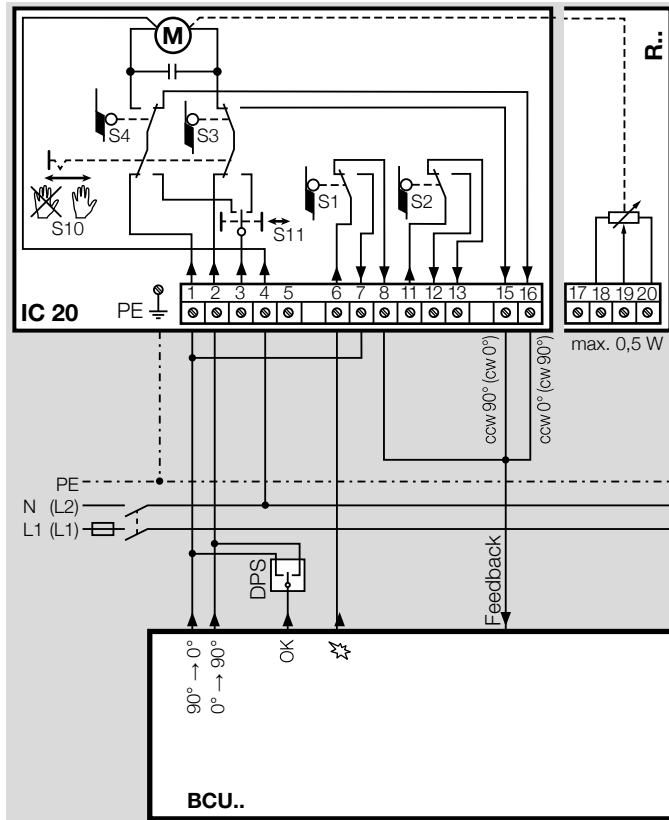 M
R..
S4
S3
S1
S2
S10
S11
IC 20
PE
1 2 3 4 5 6 7 8 11 12 13 15 16
17 18 19 20
max. 0,5 W
ccw 90° (cw 0°)
ccw 0° (cw 90°)
PE
N (L2)
L1 (L1)
DPS
Feedback
90° → 0°
0° → 90°
OK
BCU..